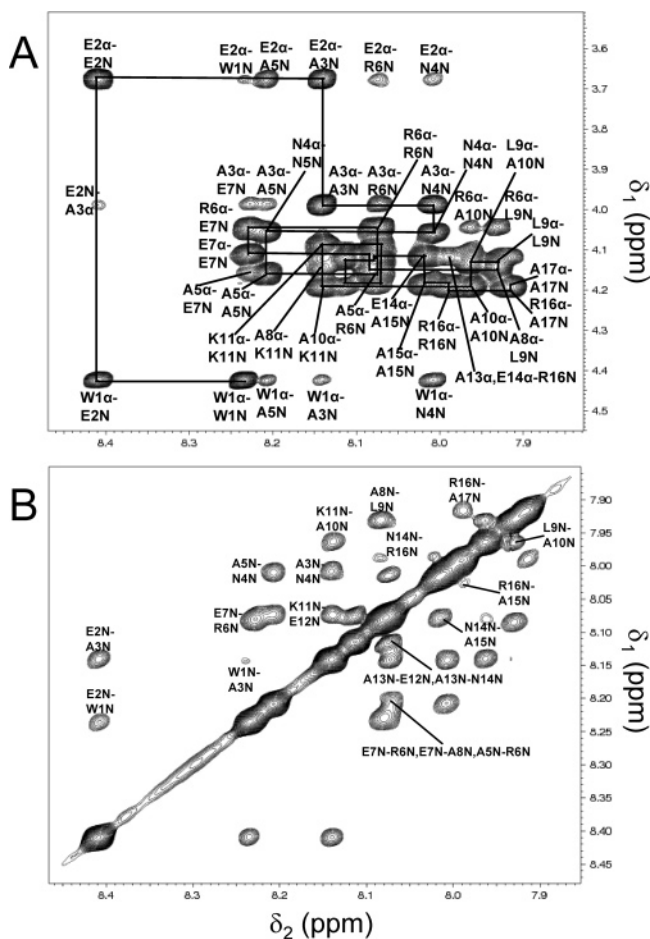 A
E2α-
E2N
E2α-
W1N
E2α-
A5N
E2α-
A3N
E2α-
R6N
E2α-
N4N
3.6
3.7
3.8
3.9
4.0
4.1
4.2
4.3
4.4
4.5
δ1 (ppm)
N4α-
N5N
R6α-
R6N
A3α-
E7N
A3α-
A5N
A3α-
A3N
A3α-
R6N
N4α-
N4N
A3α-
N4N
L9α-
A10N
R6α-
A10N
R6α-
L9N
E2N-
A3α
R6α-
E7N
E7α-
E7N
L9α-
L9N
A5α-
E7N
A5α-
A5N
A17α-
A17N
K11α-
K11N
A8α-
K11N
A10α-
K11N
A5α-
R6N
E14α-
A15N
R16α-
R16N
A10α-
A10N
R16α-
A17N
A15α-
A15N
A8α-
L9N
A13α,E14α-R16N
W1α-
E2N
W1α-
W1N
W1α-
A5N
W1α-
A3N
W1α-
N4N
8.4
8.3
8.2
8.1
8.0
7.9
B
R16N-
A17N
A8N-
L9N
K11N-
A10N
N14N-
R16N
L9N-
A10N
A5N-
N4N
A3N-
N4N
R16N-
A15N
E7N-
R6N
K11N-
E12N
N14N-
A15N
E2N-
A3N
W1N-
A3N
A13N-E12N,A13N-N14N
E2N-
W1N
E7N-R6N,E7N-A8N,A5N-R6N
7.90
7.95
8.00
8.05
8.10
8.15
8.20
8.25
8.30
8.35
8.40
8.45
δ1 (ppm)
8.4
8.3
8.2
8.1
8.0
7.9
δ2 (ppm)